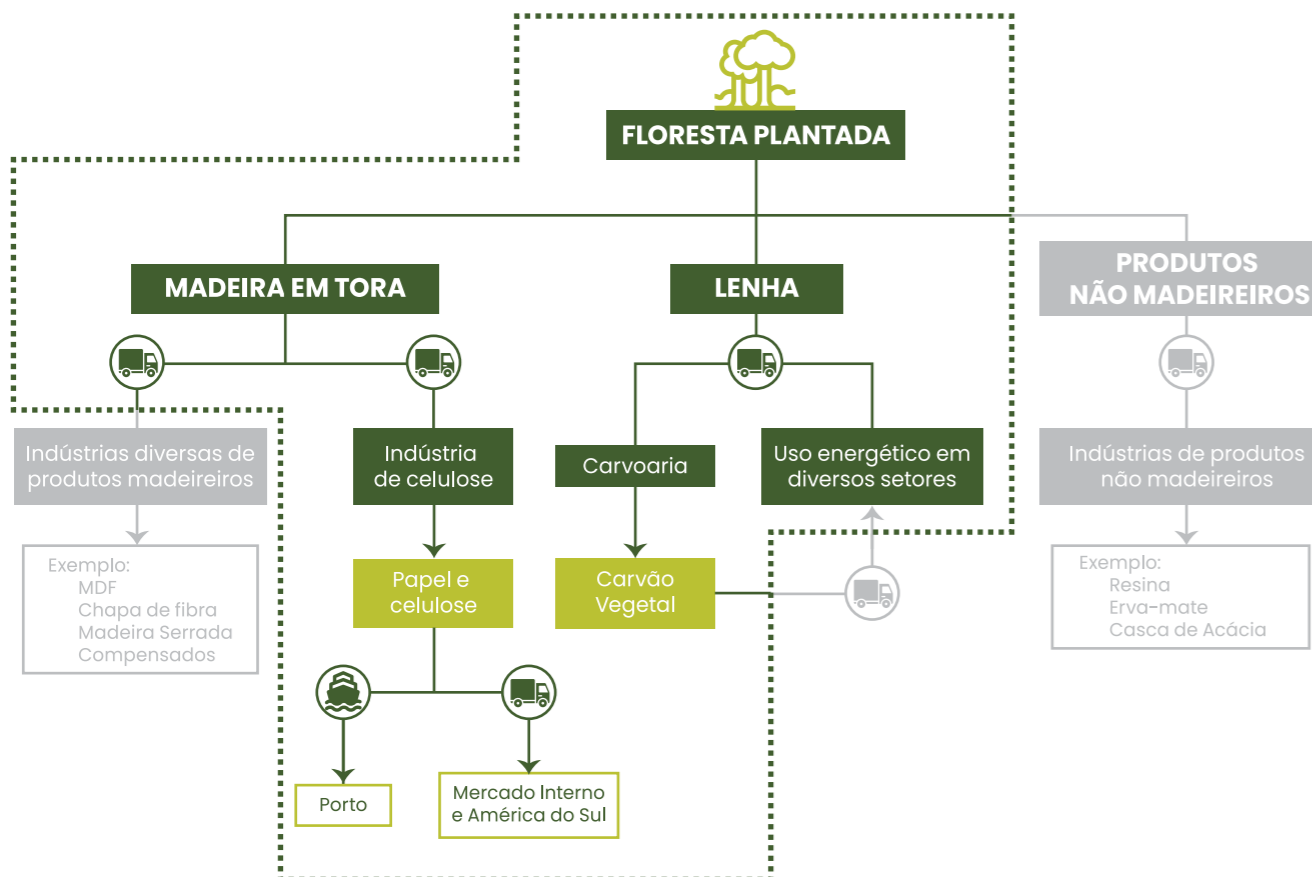 FLORESTA PLANTADA
MADEIRA EM TORA
LENHA
PRODUTOS
NÃO MADEIREIROS
Indústrias diversas de
produtos madeireiros
Indústria
de celulose
Carvoaria
Uso energético em
diversos setores
Indústrias de produtos
não madeireiros
Exemplo:
MDF
Chapa de fibra
Madeira Serrada
Compensados
Papel e
celulose
Carvão
Vegetal
Exemplo:
Resina
Erva-mate
Casca de Acácia
Porto
Mercado Interno
e América do Sul